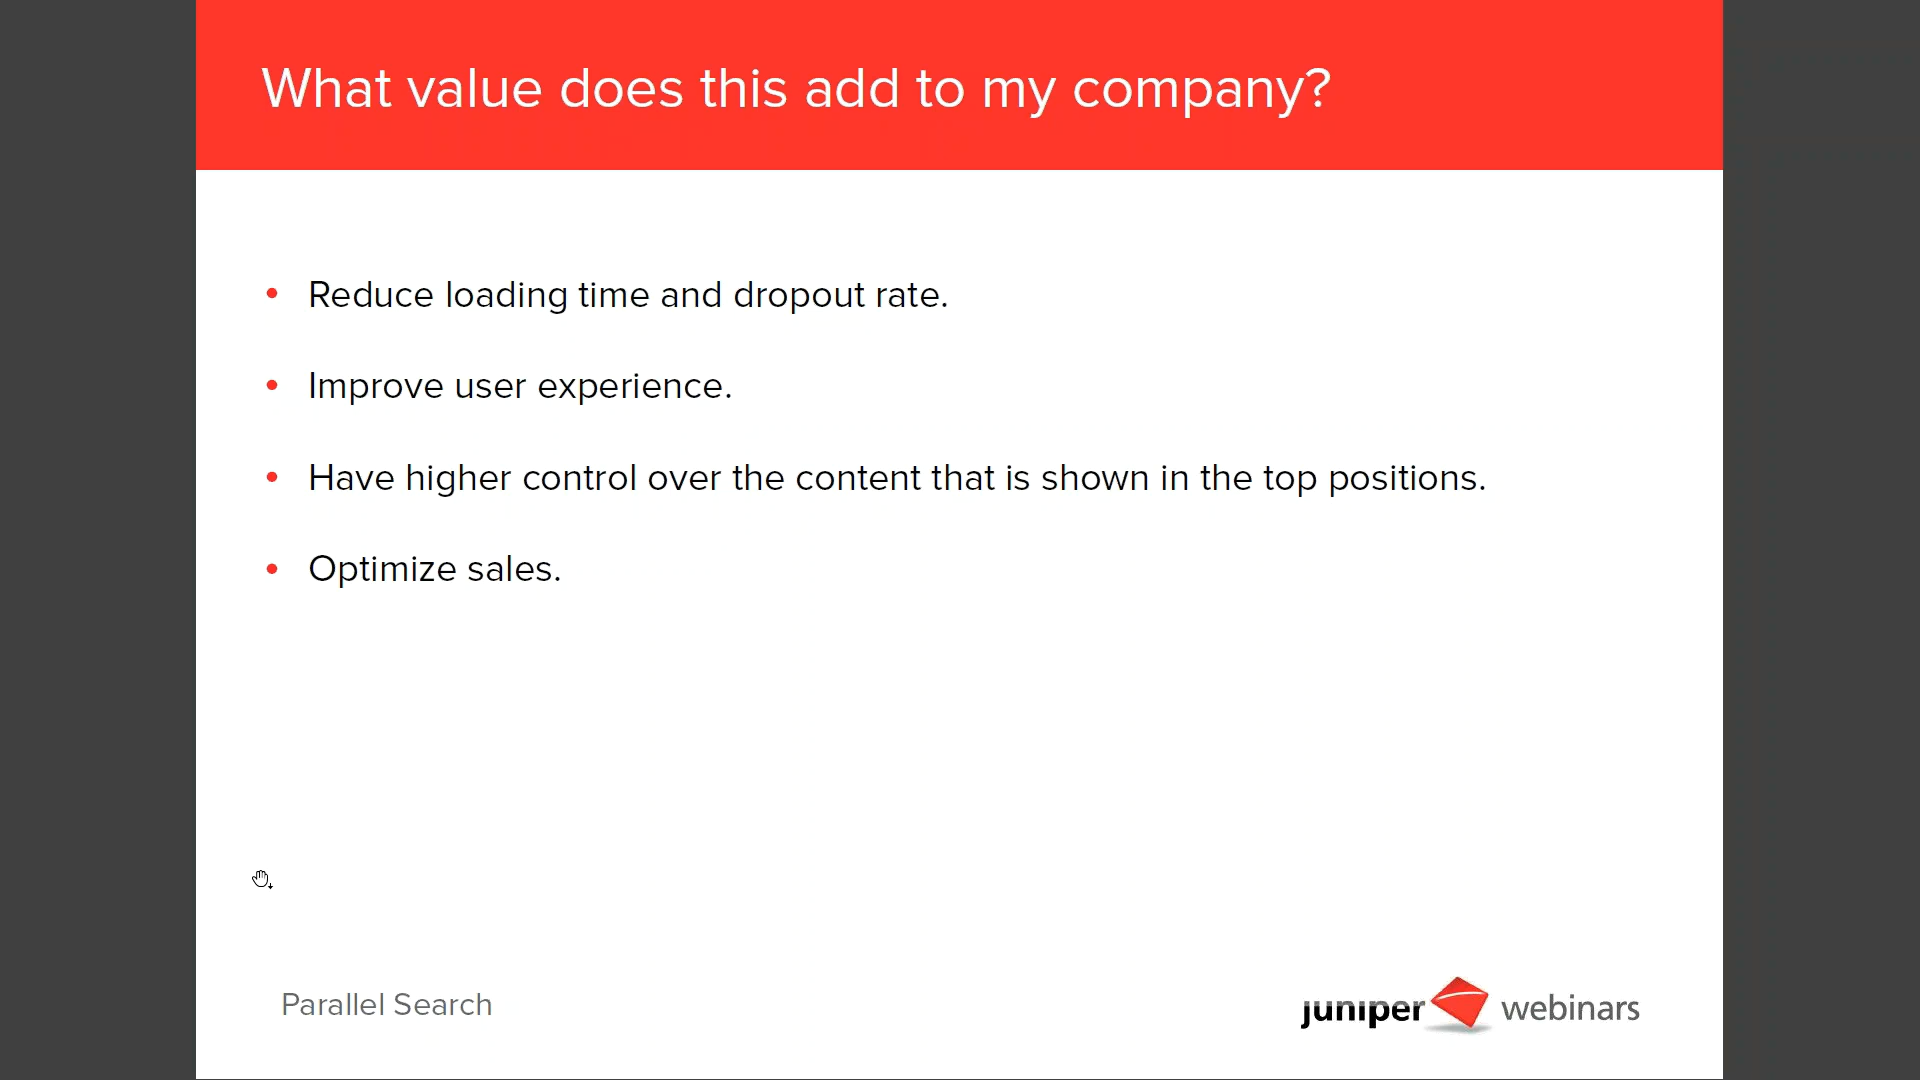 What value does this add to my company?
• Reduce loading time and dropout rate.
• Improve user experience.
• Have higher control over the content that is shown in the top positions.
• Optimize sales.
Parallel Search
juniper webinars